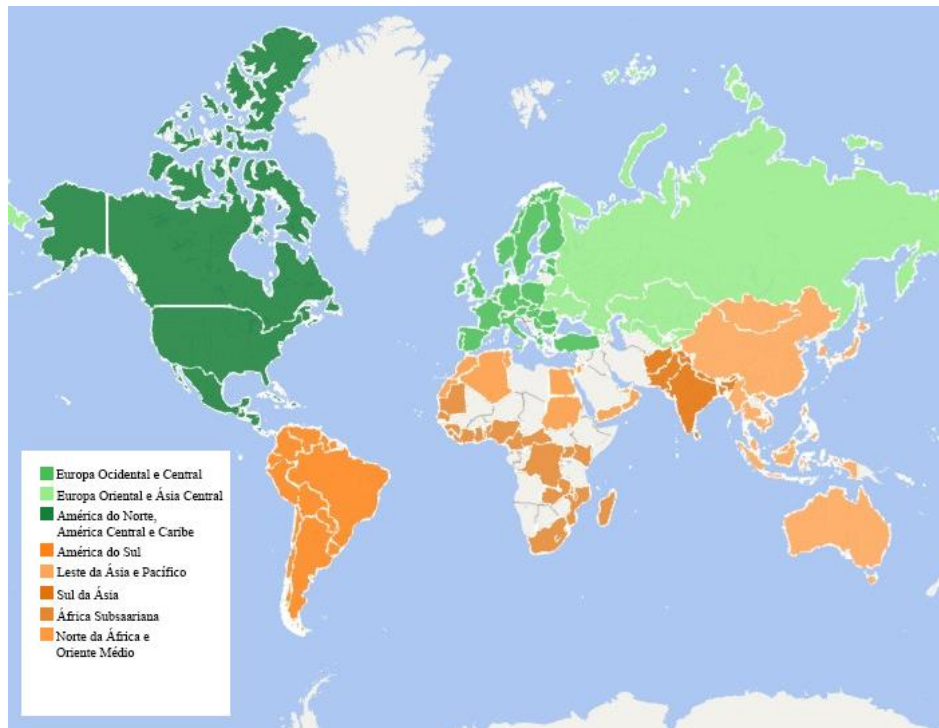 Europa Ocidental e Central
Europa Oriental e Ásia Central
América do Norte,
América Central e Caribe
América do Sul
Leste da Ásia e Pacífico
Sul da Ásia
África Subsaariana
Norte da África e
Oriente Médio